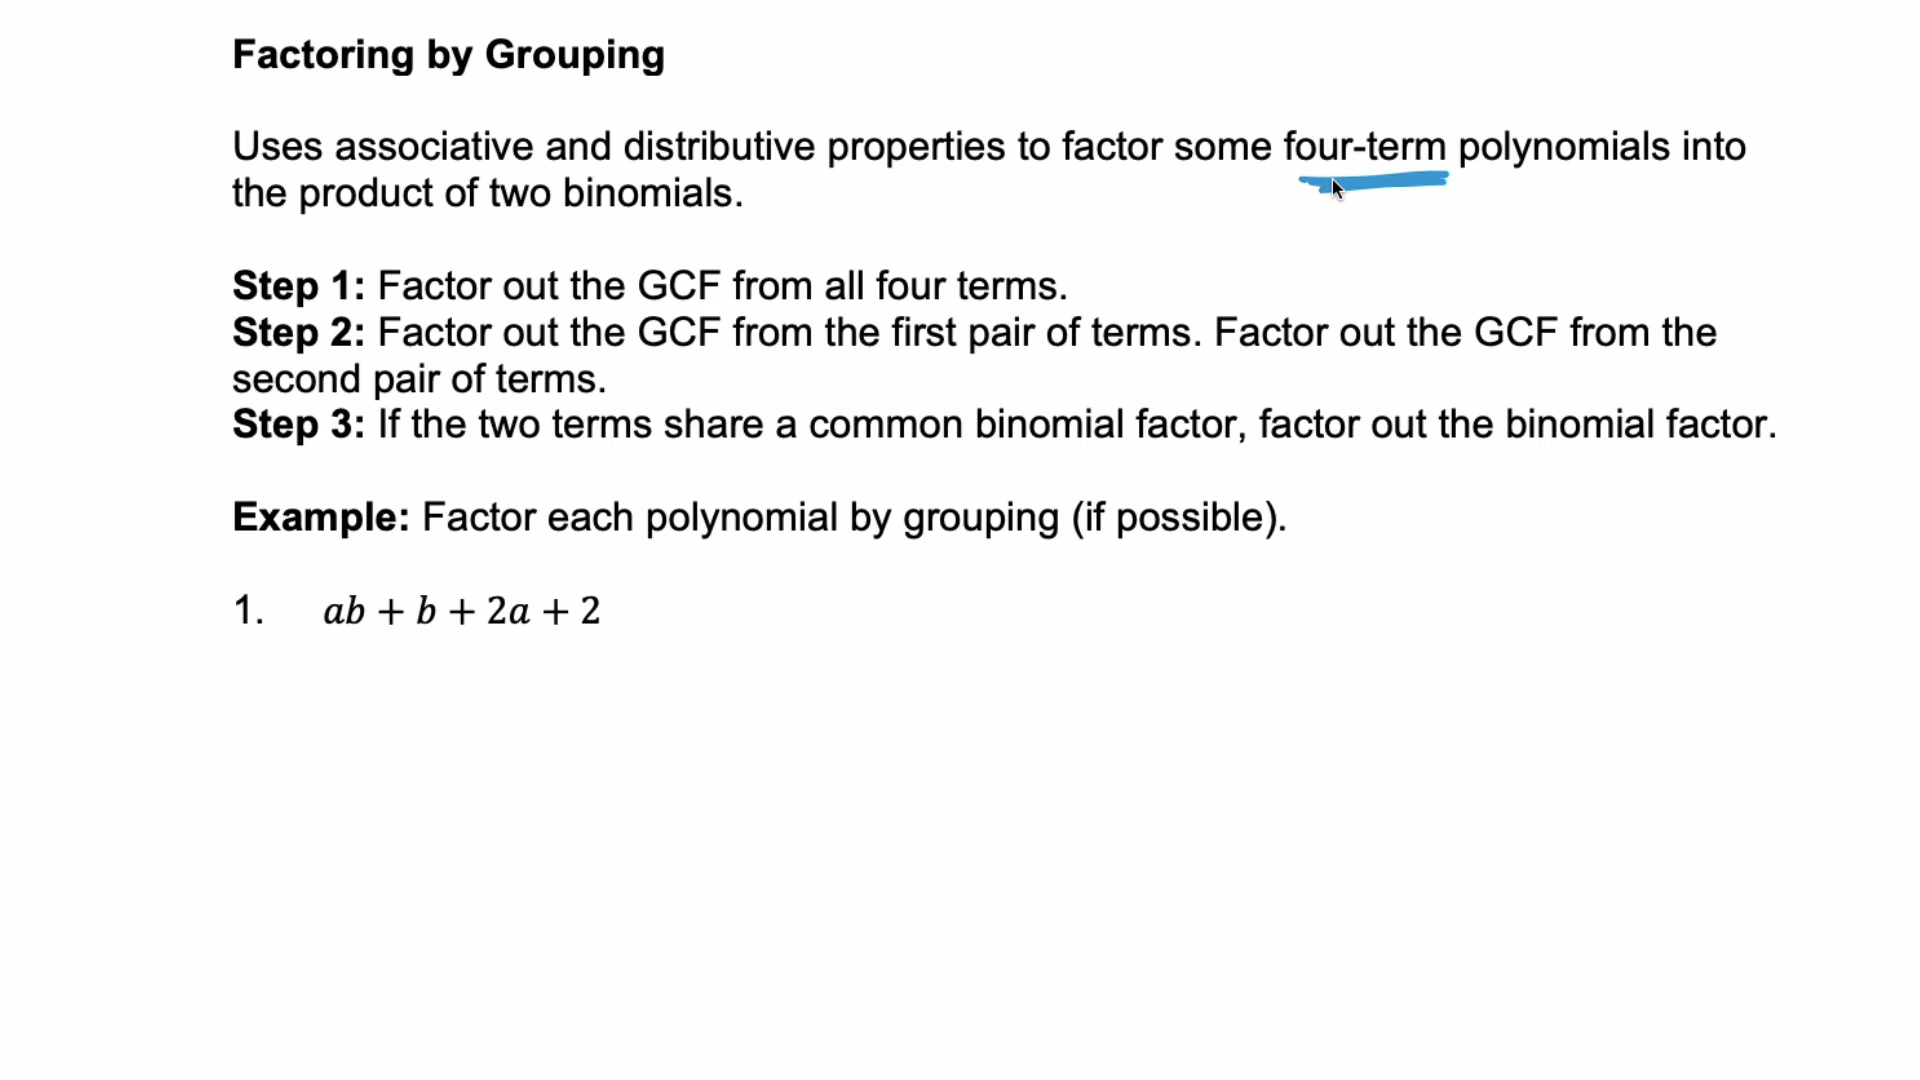 Factoring by Grouping
Uses associative and distributive properties to factor some four-term polynomials into
the product of two binomials.
Step 1: Factor out the GCF from all four terms.
Step 2: Factor out the GCF from the first pair of terms. Factor out the GCF from the
second pair of terms.
Step 3: If the two terms share a common binomial factor, factor out the binomial factor.
Example: Factor each polynomial by grouping (if possible).
1. ab + b + 2a + 2